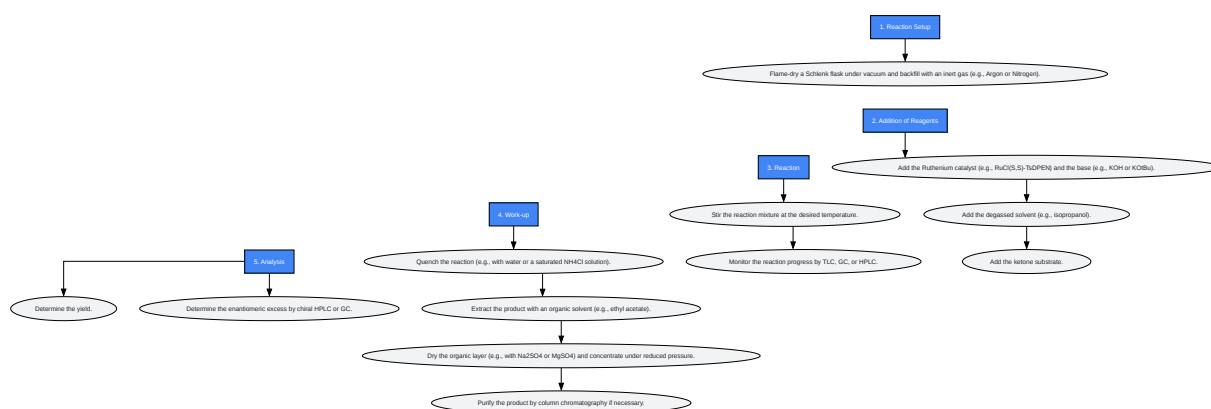 1. Reaction Setup
Flame-dry a Schlenk flask under vacuum and backfill with an inert gas (e.g., Argon or Nitrogen).
2. Addition of Reagents
Add the Ruthenium catalyst (e.g., RuCl(S,S)-TsDPEN) and the base (e.g., KOH or KOtBu).
Add the degassed solvent (e.g., isopropanol).
Add the ketone substrate.
3. Reaction
Stir the reaction mixture at the desired temperature.
Monitor the reaction progress by TLC, GC, or HPLC.
4. Work-up
Quench the reaction (e.g., with water or a saturated NH4Cl solution).
Extract the product with an organic solvent (e.g., ethyl acetate).
Dry the organic layer (e.g., with Na2SO4 or MgSO4) and concentrate under reduced pressure.
Purify the product by column chromatography if necessary.
5. Analysis
Determine the yield.
Determine the enantiomeric excess by chiral HPLC or GC.